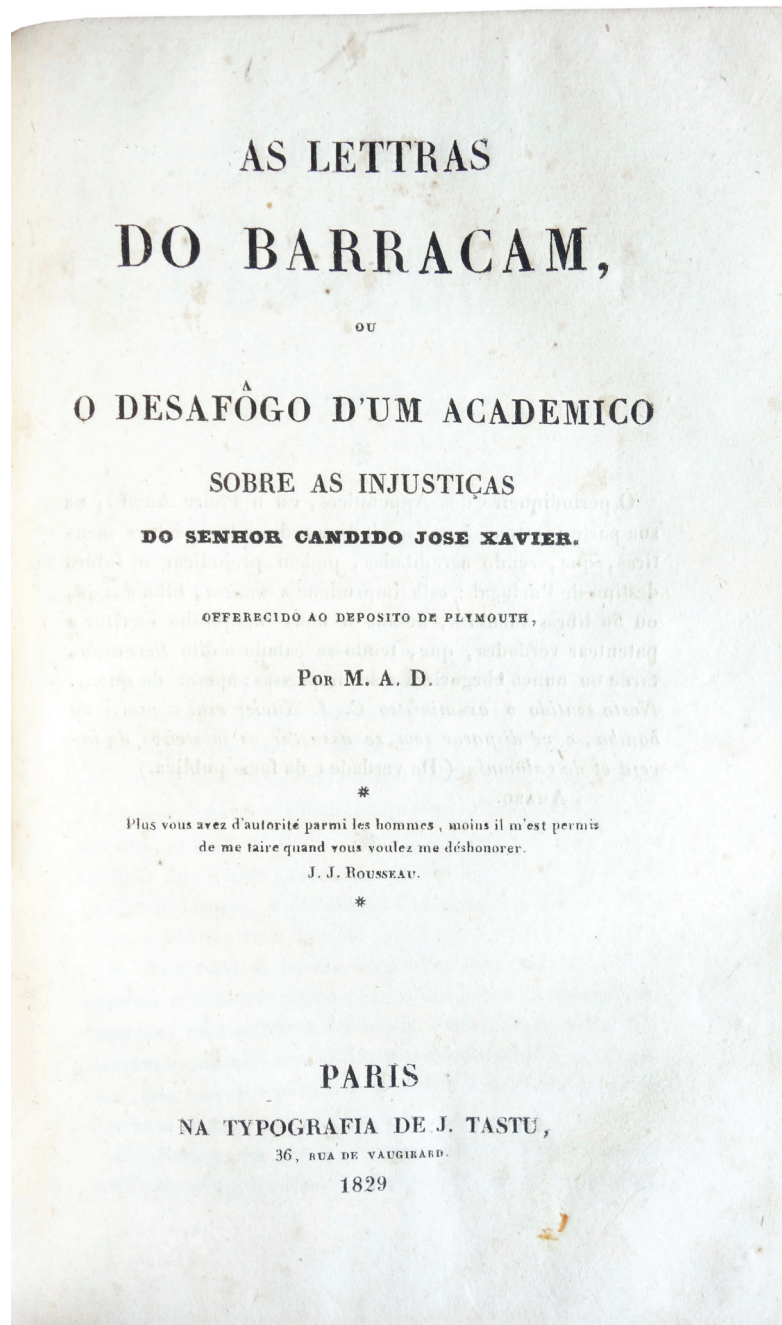 AS LETTRAS
DO BARRACAM,
OU
O DESAFÔGO D'UM ACADEMICO
SOBRE AS INJUSTIÇAS
DO SENHOR CANDIDO JOSE XAVIER.
OFFERECIDO AO DEPOSITO DE PLYMOUTH,
POR M. A. D.
*
Plus vous avez d'autorité parmi les hommes, moins il m'est permis
de me taire quand vous voulez me déshonorer.
J. J. ROUSSEAU.
*
PARIS
NA TYPOGRAFIA DE J. TASTU,
36, RUA DE VAUGIRARD.
1829